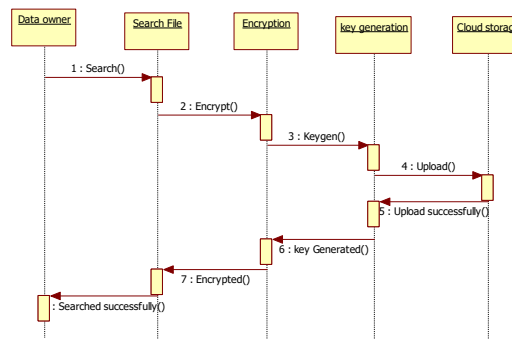 Data owner
Search File
Encryption
key generation
Cloud storag
1 : Search()
2 : Encrypt()
3 : Keygen()
4 : Upload()
5 : Upload successfully()
6 : key Generated()
7 : Encrypted()
: Searched successfully()